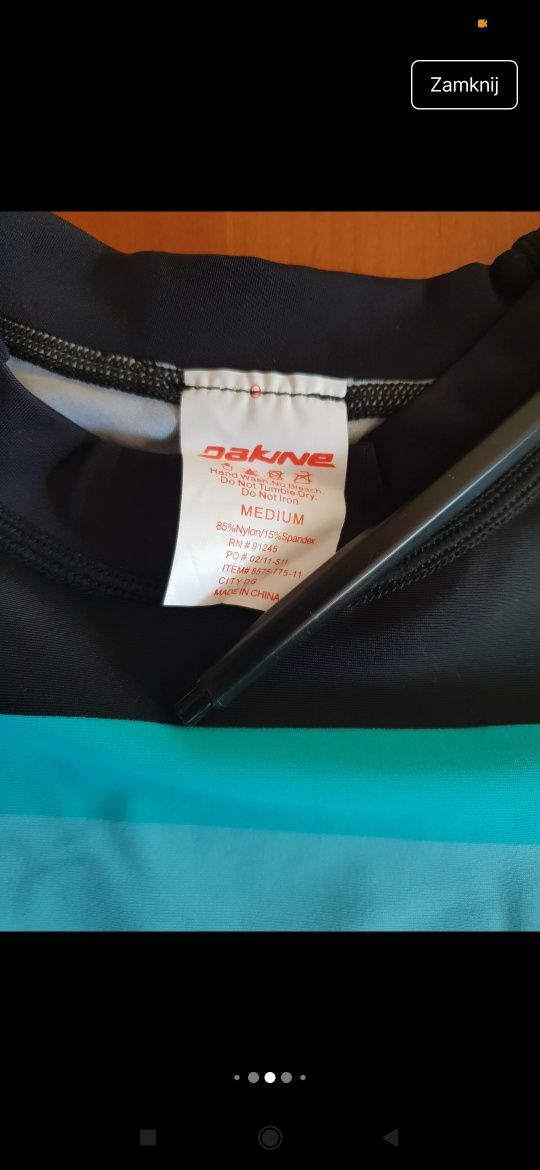 Zamknij
DAKINE
Hand Wash.No Bleach.
Do Not Tumble Dry.
Do Not Iron
MEDIUM
85%Nylon/15%Spandex
RN # 91245
PO # 02/11-S11
ITEM# 8575-775-11
CITY DG
MADE IN CHINA